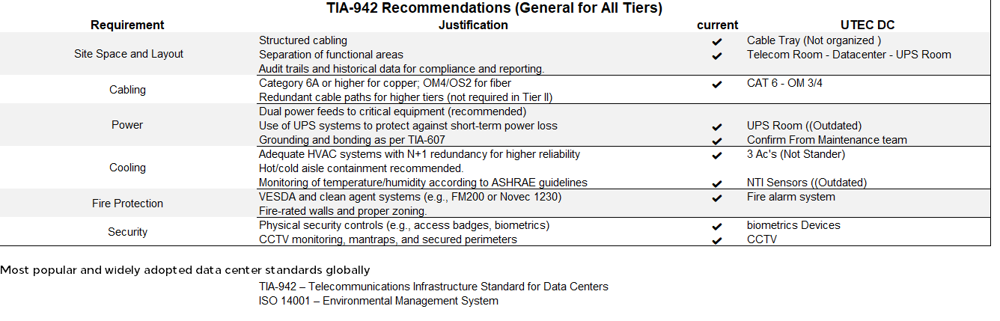 TIA-942 Recommendations (General for All Tiers)
Requirement Justification current UTEC DC
Structured cabling ✔ Cable Tray (Not organized )
Site Space and Layout Separation of functional areas ✔ Telecom Room - Datacenter - UPS Room
Audit trails and historical data for compliance and reporting.
Cabling Category 6A or higher for copper; OM4/OS2 for fiber ✔ CAT 6 - OM 3/4
Redundant cable paths for higher tiers (not required in Tier II)
Dual power feeds to critical equipment (recommended)
Power Use of UPS systems to protect against short-term power loss ✔ UPS Room ((Outdated)
Grounding and bonding as per TIA-607 ✔ Confirm From Maintenance team
Adequate HVAC systems with N+1 redundancy for higher reliability ✔ 3 Ac's (Not Stander)
Cooling Hot/cold aisle containment recommended.
Monitoring of temperature/humidity according to ASHRAE guidelines ✔ NTI Sensors ((Outdated)
Fire Protection VESDA and clean agent systems (e.g., FM200 or Novec 1230) ✔ Fire alarm system
Fire-rated walls and proper zoning.
Security Physical security controls (e.g., access badges, biometrics) ✔ biometrics Devices
CCTV monitoring, mantraps, and secured perimeters ✔ CCTV
Most popular and widely adopted data center standards globally
TIA-942 – Telecommunications Infrastructure Standard for Data Centers
ISO 14001 – Environmental Management System